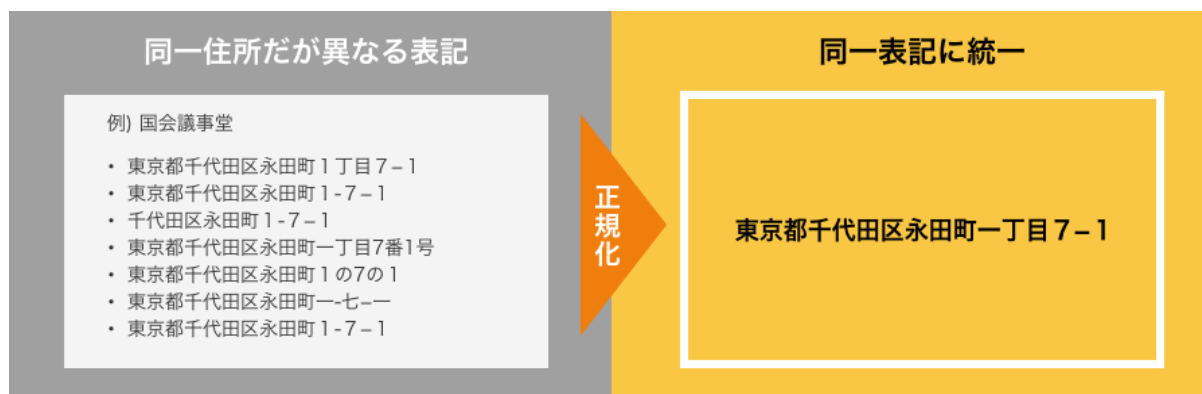 同一住所だが異なる表記
例) 国会議事堂
・ 東京都千代田区永田町１丁目７−１
・ 東京都千代田区永田町１-７−１
・ 千代田区永田町１-７−１
・ 東京都千代田区永田町一丁目7番1号
・ 東京都千代田区永田町１の7の１
・ 東京都千代田区永田町一-七−一
・ 東京都千代田区永田町１-７−１
正規化
同一表記に統一
東京都千代田区永田町一丁目７−１